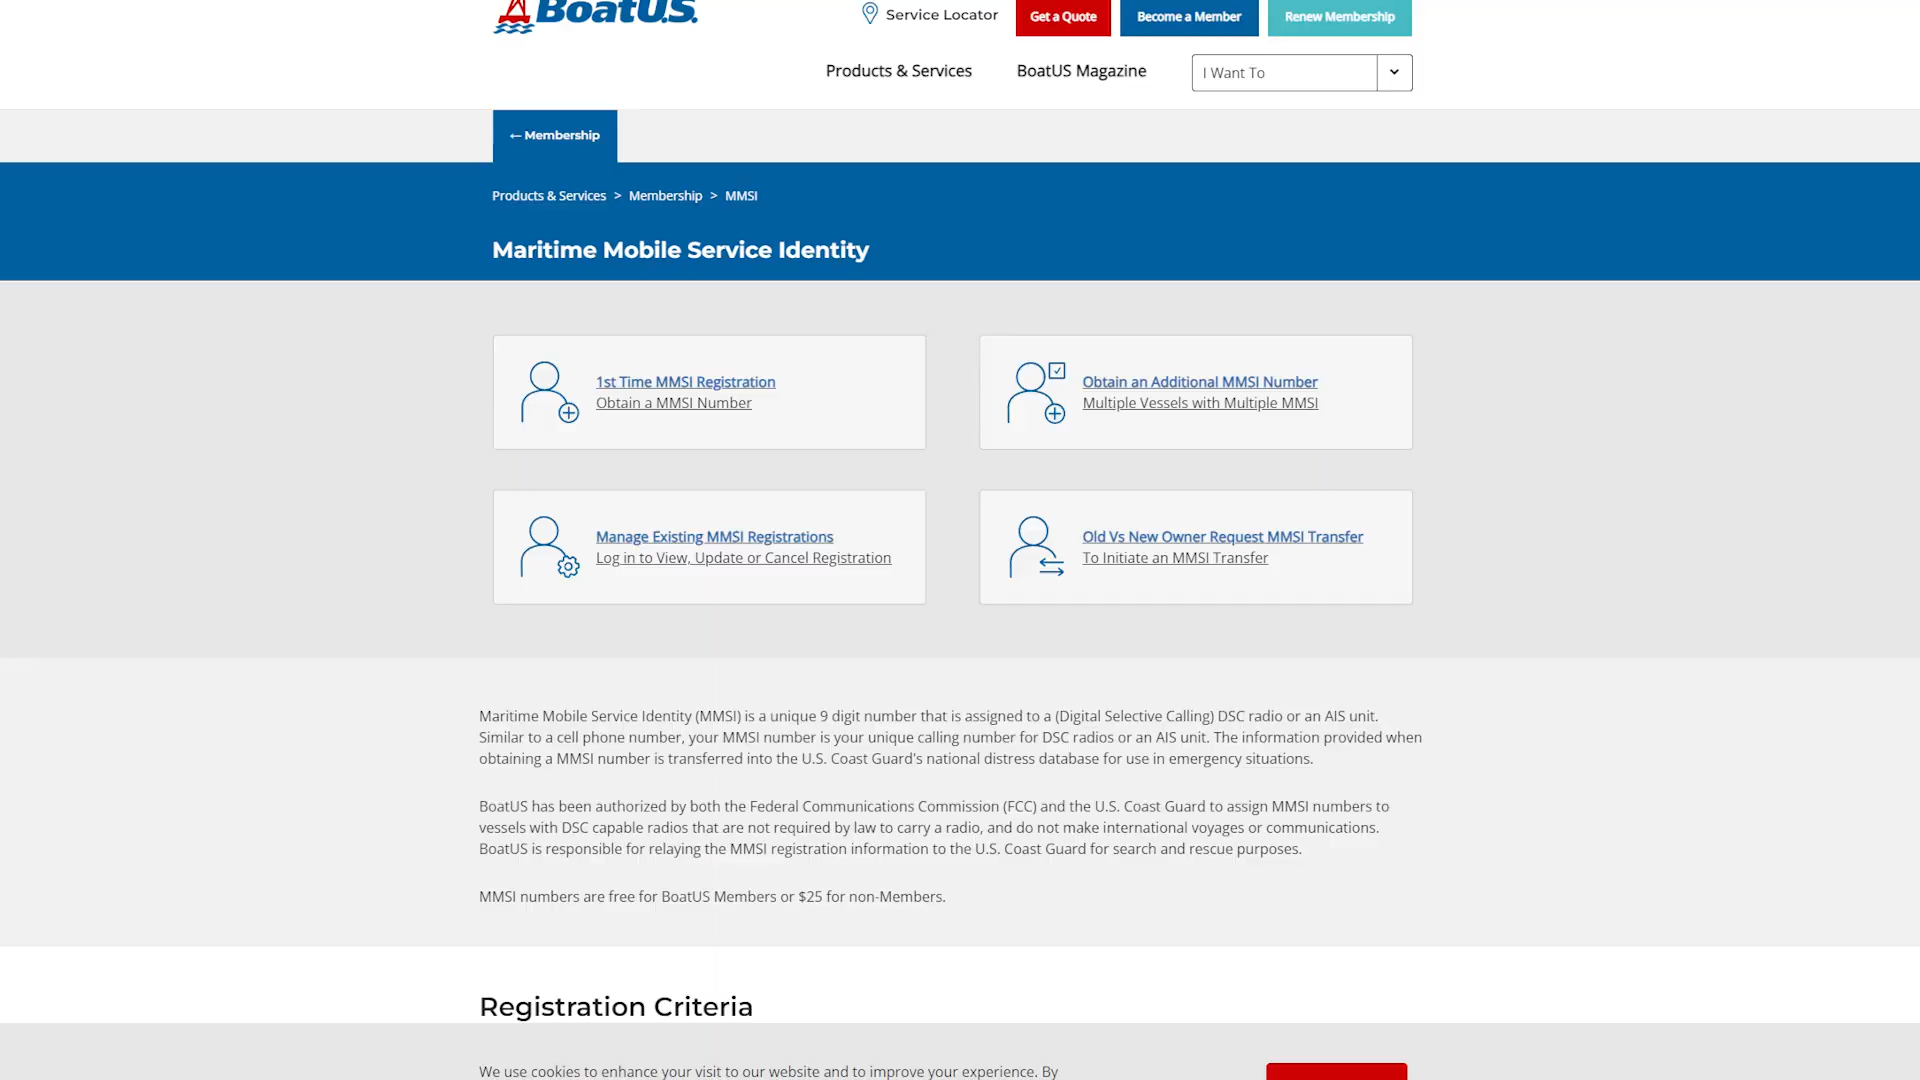 BoatU.S.
Service Locator
Get a Quote
Become a Member
Renew Membership
Products & Services
BoatUS Magazine
I Want To
← Membership
Products & Services > Membership > MMSI
Maritime Mobile Service Identity
1st Time MMSI Registration
Obtain a MMSI Number
Obtain an Additional MMSI Number
Multiple Vessels with Multiple MMSI
Manage Existing MMSI Registrations
Log in to View, Update or Cancel Registration
Old Vs New Owner Request MMSI Transfer
To Initiate an MMSI Transfer
Maritime Mobile Service Identity (MMSI) is a unique 9 digit number that is assigned to a (Digital Selective Calling) DSC radio or an AIS unit.
Similar to a cell phone number, your MMSI number is your unique calling number for DSC radios or an AIS unit. The information provided when
obtaining a MMSI number is transferred into the U.S. Coast Guard's national distress database for use in emergency situations.
BoatUS has been authorized by both the Federal Communications Commission (FCC) and the U.S. Coast Guard to assign MMSI numbers to
vessels with DSC capable radios that are not required by law to carry a radio, and do not make international voyages or communications.
BoatUS is responsible for relaying the MMSI registration information to the U.S. Coast Guard for search and rescue purposes.
MMSI numbers are free for BoatUS Members or $25 for non-Members.
Registration Criteria
We use cookies to enhance your visit to our website and to improve your experience. By